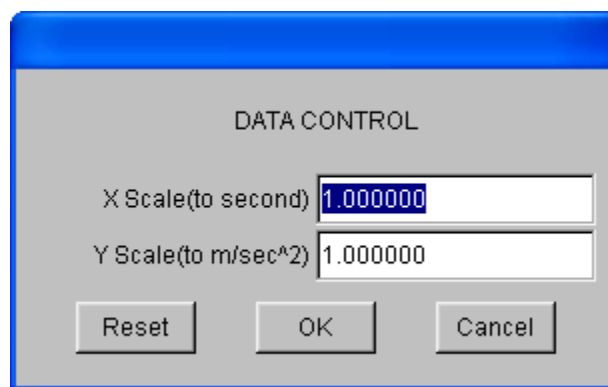 DATA CONTROL
X Scale(to second) 1.000000
Y Scale(to m/sec^2) 1.000000
Reset OK Cancel